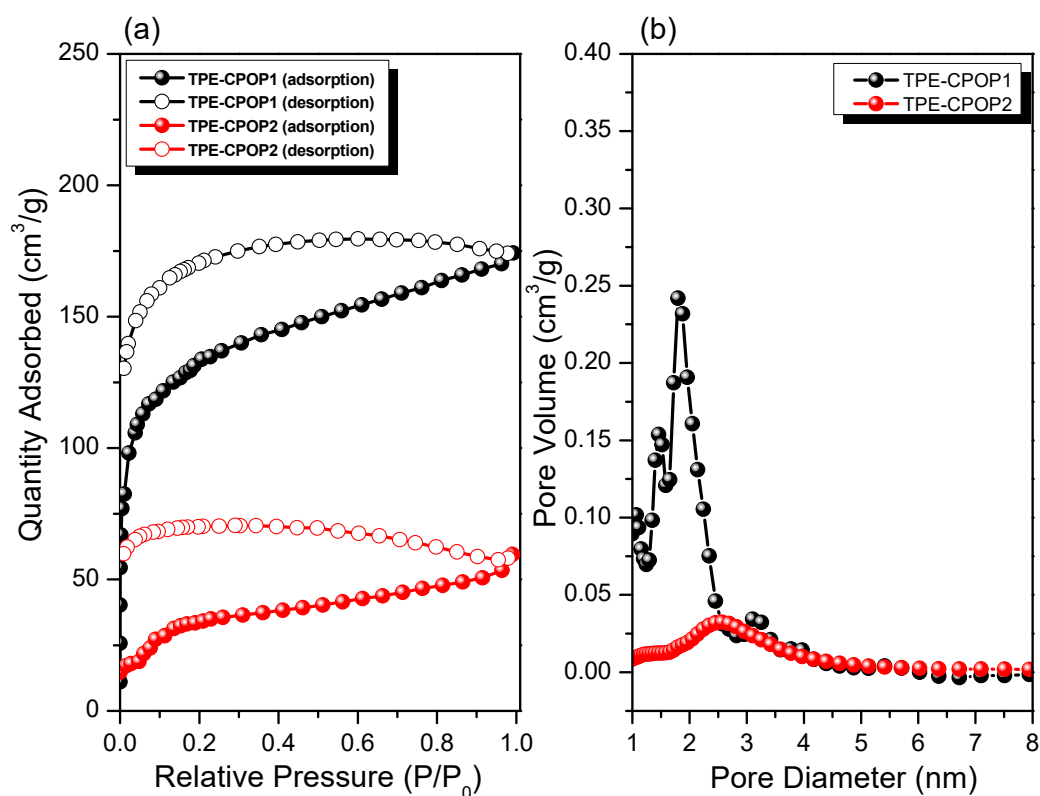 (a)
250
200
150
100
50
0
Quantity Adsorbed (cm³/g)
TPE-CPOP1 (adsorption)
TPE-CPOP1 (desorption)
TPE-CPOP2 (adsorption)
TPE-CPOP2 (desorption)
0.0 0.2 0.4 0.6 0.8 1.0
Relative Pressure (P/P₀)
(b)
0.40
0.35
0.30
0.25
0.20
0.15
0.10
0.05
0.00
Pore Volume (cm³/g)
TPE-CPOP1
TPE-CPOP2
1 2 3 4 5 6 7 8
Pore Diameter (nm)